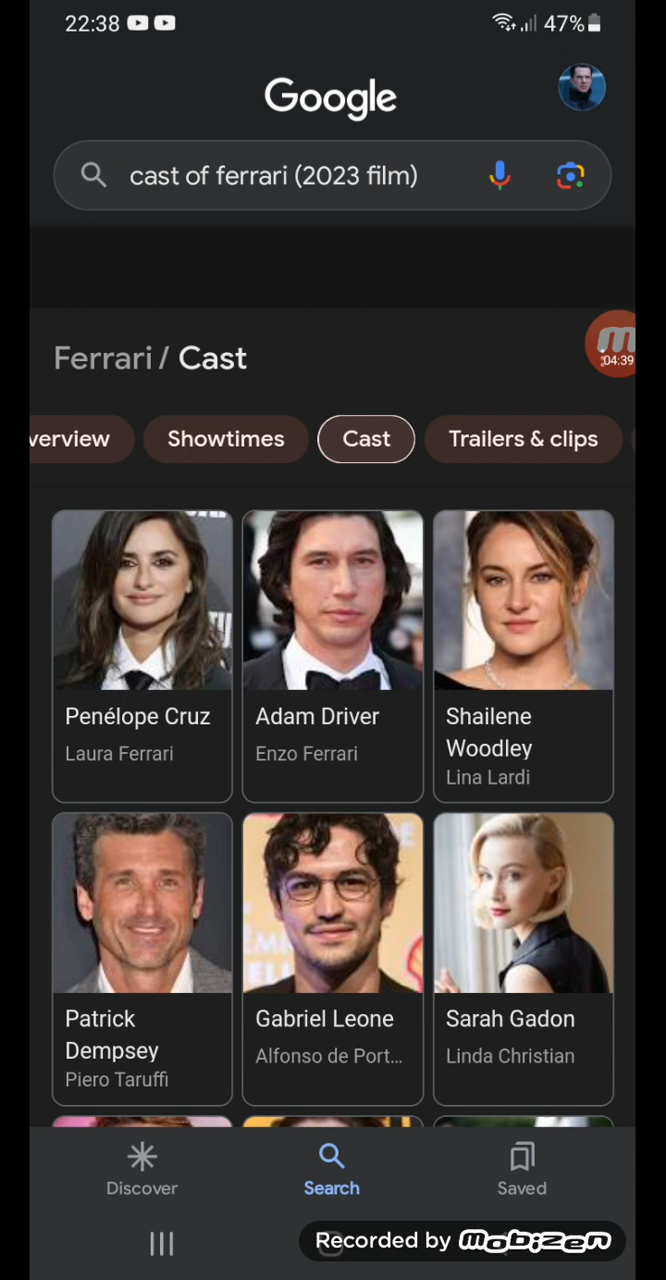 22:38
47%
Google
cast of ferrari (2023 film)
Ferrari / Cast
m
04:39
verview
Showtimes
Cast
Trailers & clips
Penélope Cruz
Laura Ferrari
Adam Driver
Enzo Ferrari
Shailene
Woodley
Lina Lardi
Patrick
Dempsey
Piero Taruffi
Gabriel Leone
Alfonso de Port...
Sarah Gadon
Linda Christian
Discover
Search
Saved
Recorded by mobizen